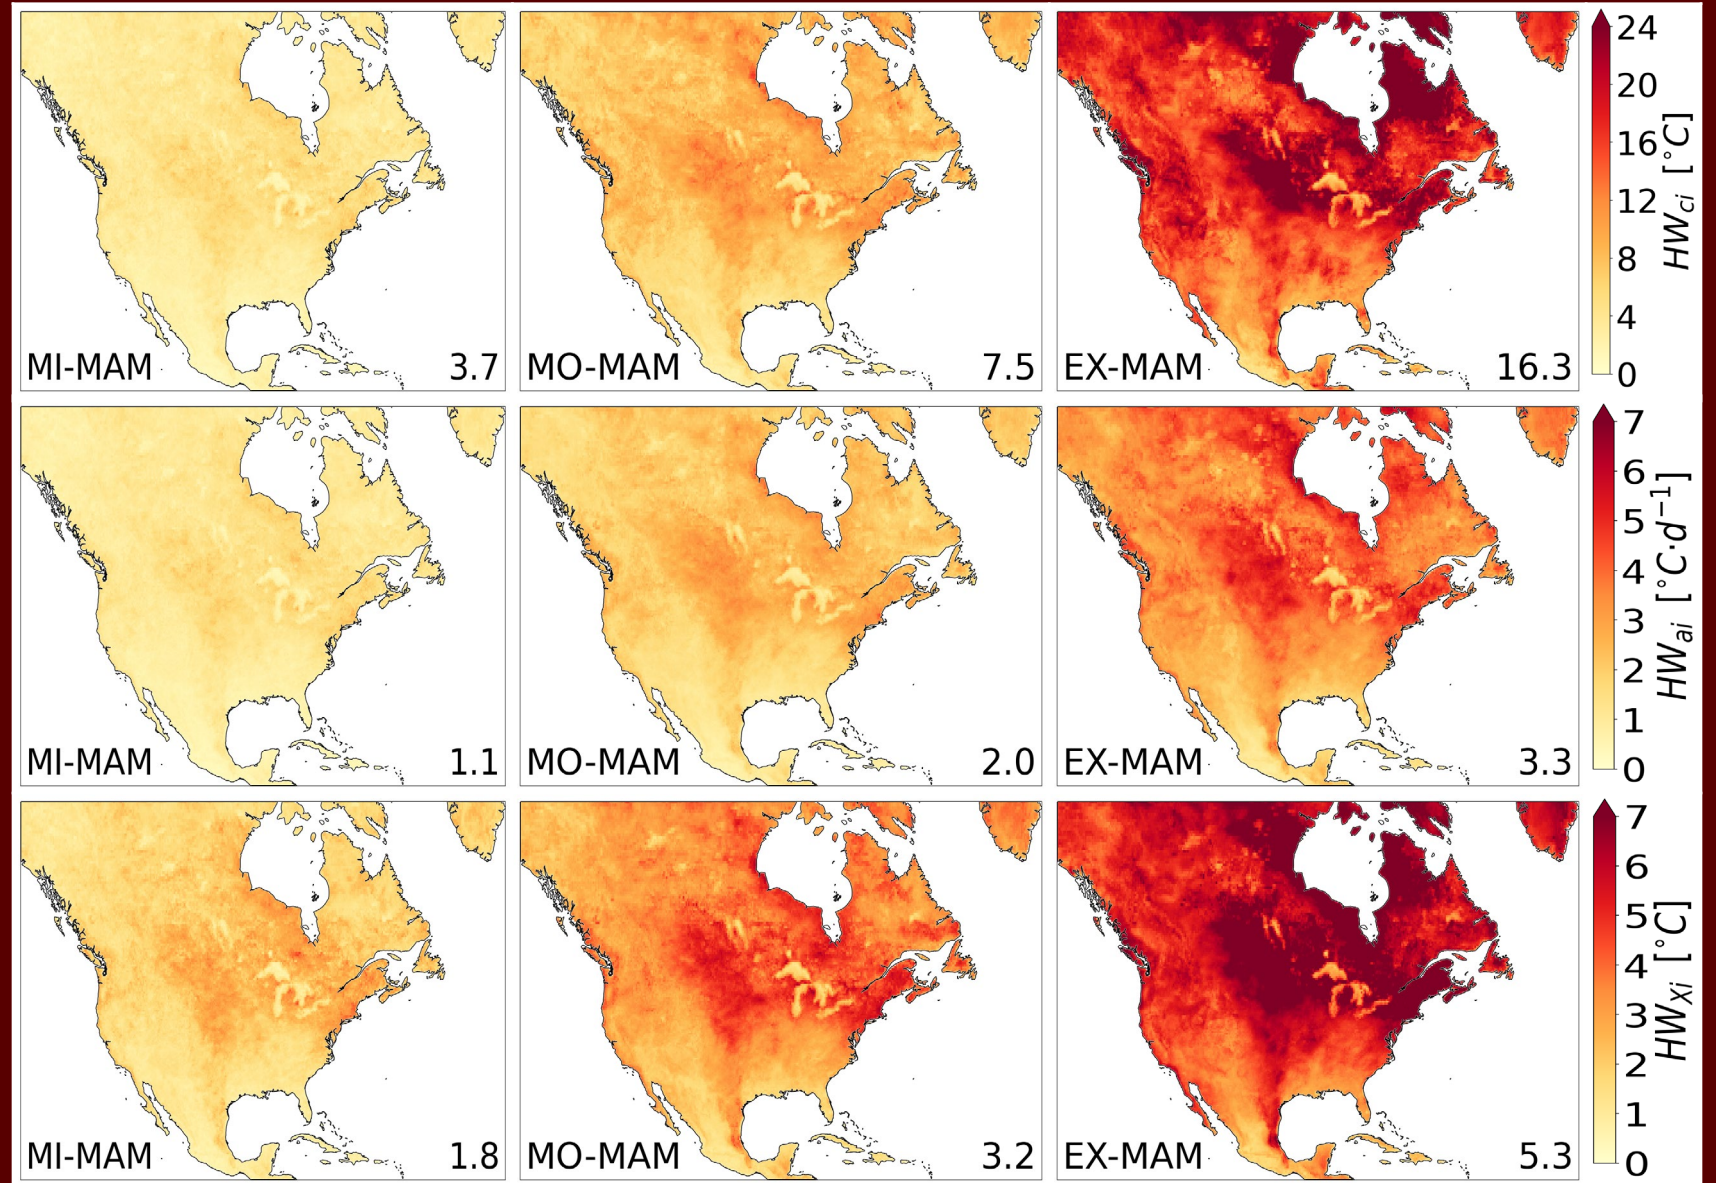 MI-MAM 3.7
MO-MAM 7.5
EX-MAM 16.3
24
20
16
12
8
4
0
HW_ci [°C]
MI-MAM 1.1
MO-MAM 2.0
EX-MAM 3.3
7
6
5
4
3
2
1
0
HW_ai [°C·d⁻¹]
MI-MAM 1.8
MO-MAM 3.2
EX-MAM 5.3
7
6
5
4
3
2
1
0
HW_Xi [°C]